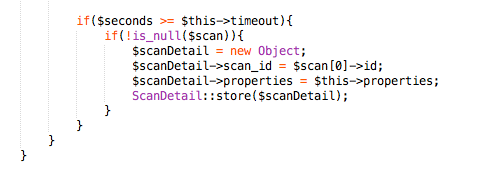 if($seconds >= $this->timeout){
if(!is_null($scan)){
$scanDetail = new Object;
$scanDetail->scan_id = $scan[0]->id;
$scanDetail->properties = $this->properties;
ScanDetail::store($scanDetail);
}
}
}
}